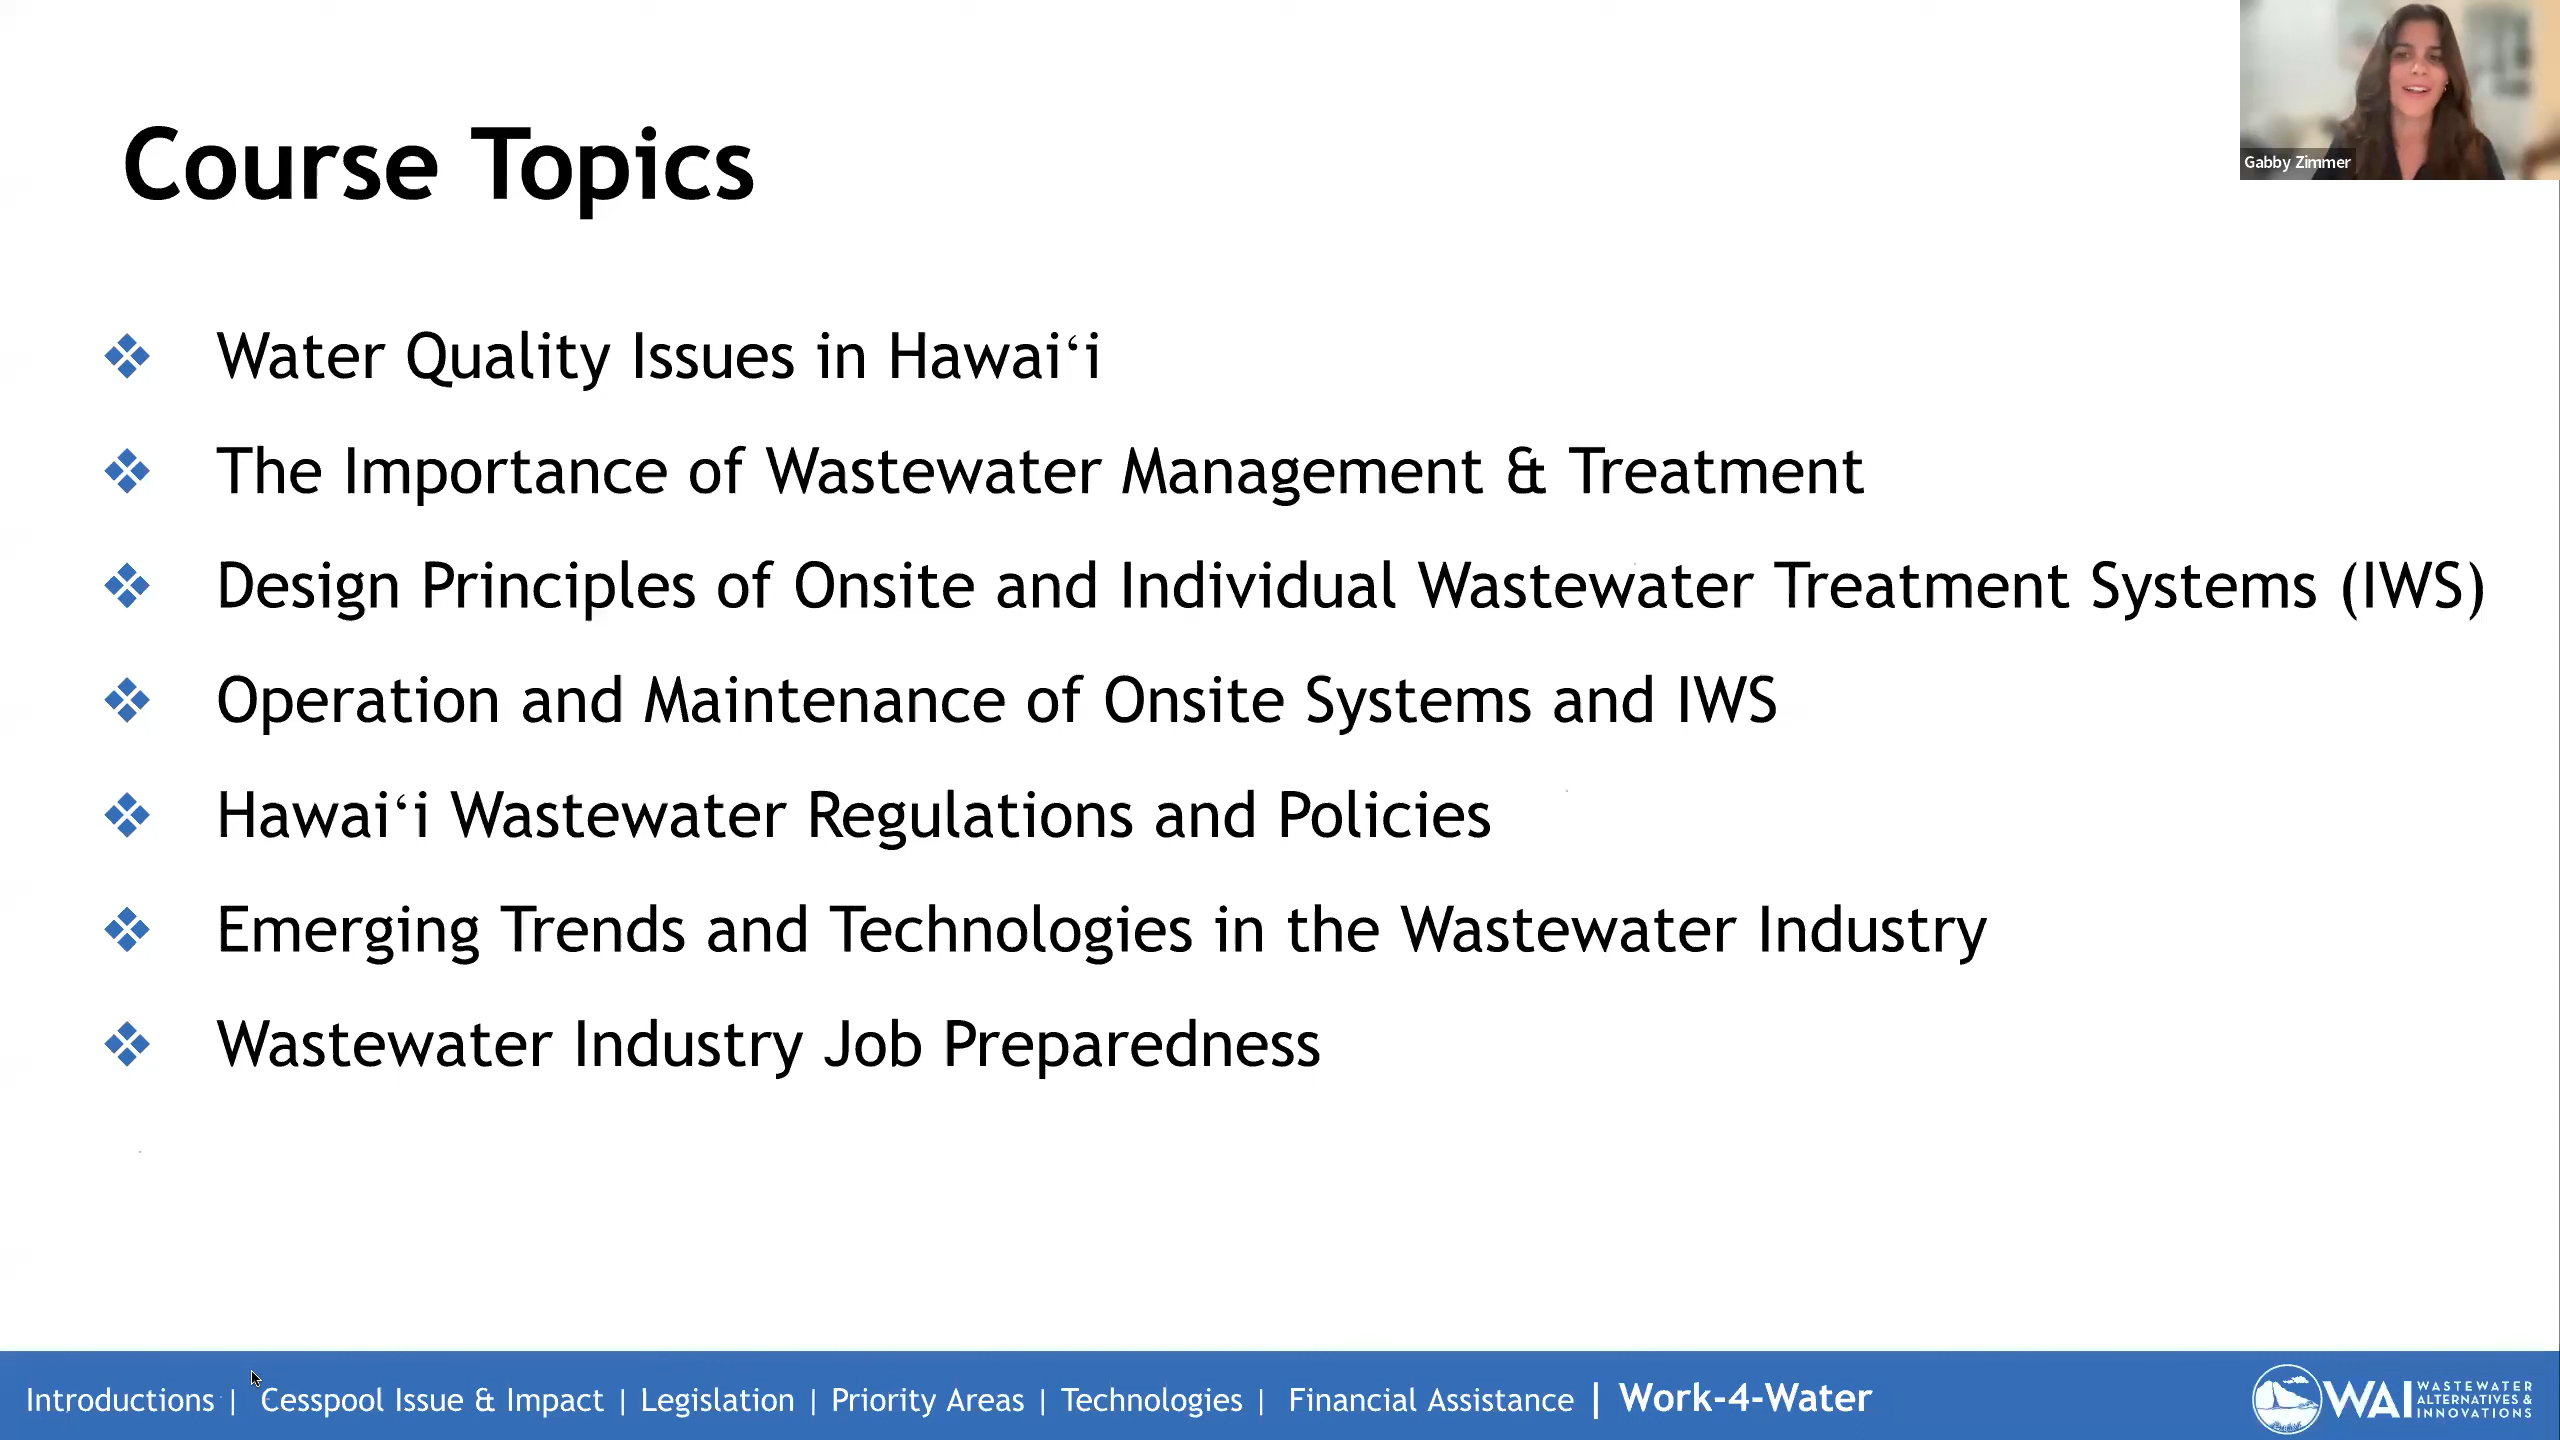 Course Topics
Gabby Zimmer
Water Quality Issues in Hawaiʻi
The Importance of Wastewater Management & Treatment
Design Principles of Onsite and Individual Wastewater Treatment Systems (IWS)
Operation and Maintenance of Onsite Systems and IWS
Hawaiʻi Wastewater Regulations and Policies
Emerging Trends and Technologies in the Wastewater Industry
Wastewater Industry Job Preparedness
Introductions | Cesspool Issue & Impact | Legislation | Priority Areas | Technologies | Financial Assistance | Work-4-Water
WAI WASTEWATER
ALTERNATIVES &
INNOVATIONS